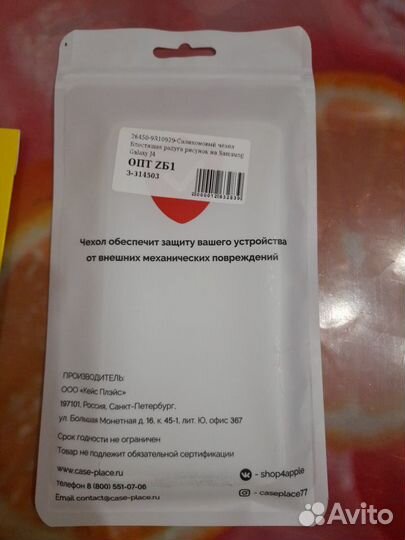 26450-9310929-Силиконовый чехол
Блестящая радуга рисунок на Samsung
Galaxy J4
ОПТ ZБ1
3-314503
2000012632839
Чехол обеспечит защиту вашего устройства
от внешних механических повреждений
ПРОИЗВОДИТЕЛЬ:
ООО «Кейс Плэйс»
197101, Россия, Санкт-Петербург,
ул. Большая Монетная д. 16, к. 45-1, лит. Ю, офис 367
Срок годности не ограничен
Товар не подлежит обязательной сертификации
www.case-place.ru
телефон 8 (800) 551-07-06
Email contact@case-place.ru
- shop4apple
- caseplace77
Avito